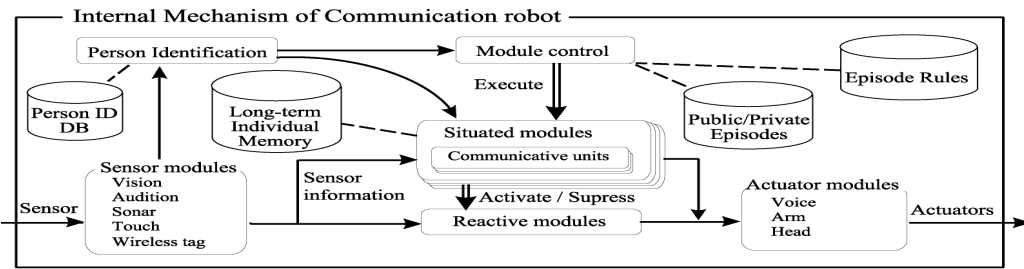 Internal Mechanism of Communication robot
Person Identification
Module control
Episode Rules
Execute
Person ID
DB
Long-term
Individual
Memory
Public/Private
Episodes
Situated modules
Communicative units
Sensor modules
Vision
Audition
Sonar
Touch
Wireless tag
Sensor
Sensor
information
Activate / Supress
Reactive modules
Actuator modules
Voice
Arm
Head
Actuators